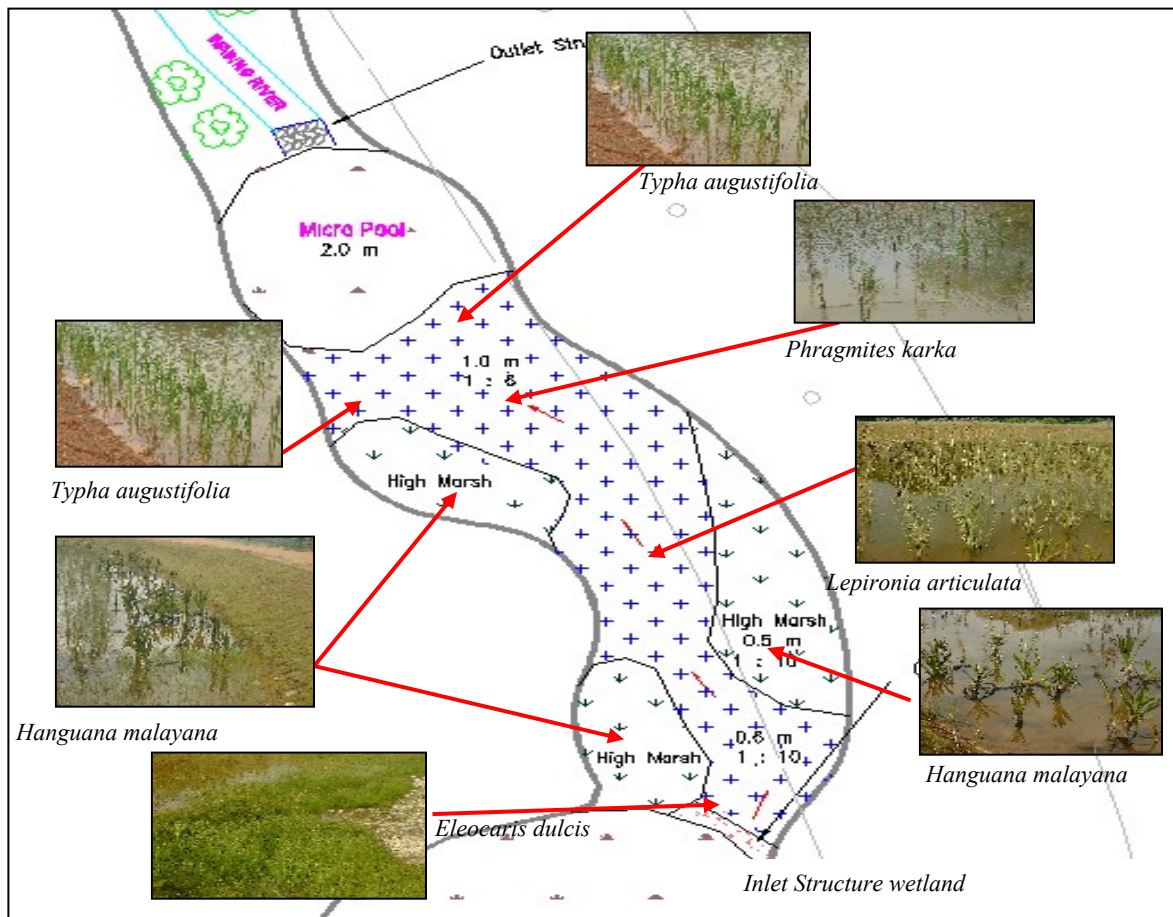 RIVER
Outlet
Typha augustifolia
Micro Pool
2.0 m
Phragmites karka
1.0 m
1 : 6
Typha augustifolia
High Marsh
Lepironia articulata
High Marsh
0.5 m
1 : 10
Hanguana malayana
0.6 m
1 : 10
High Marsh
Hanguana malayana
Eleocaris dulcis
Inlet Structure wetland